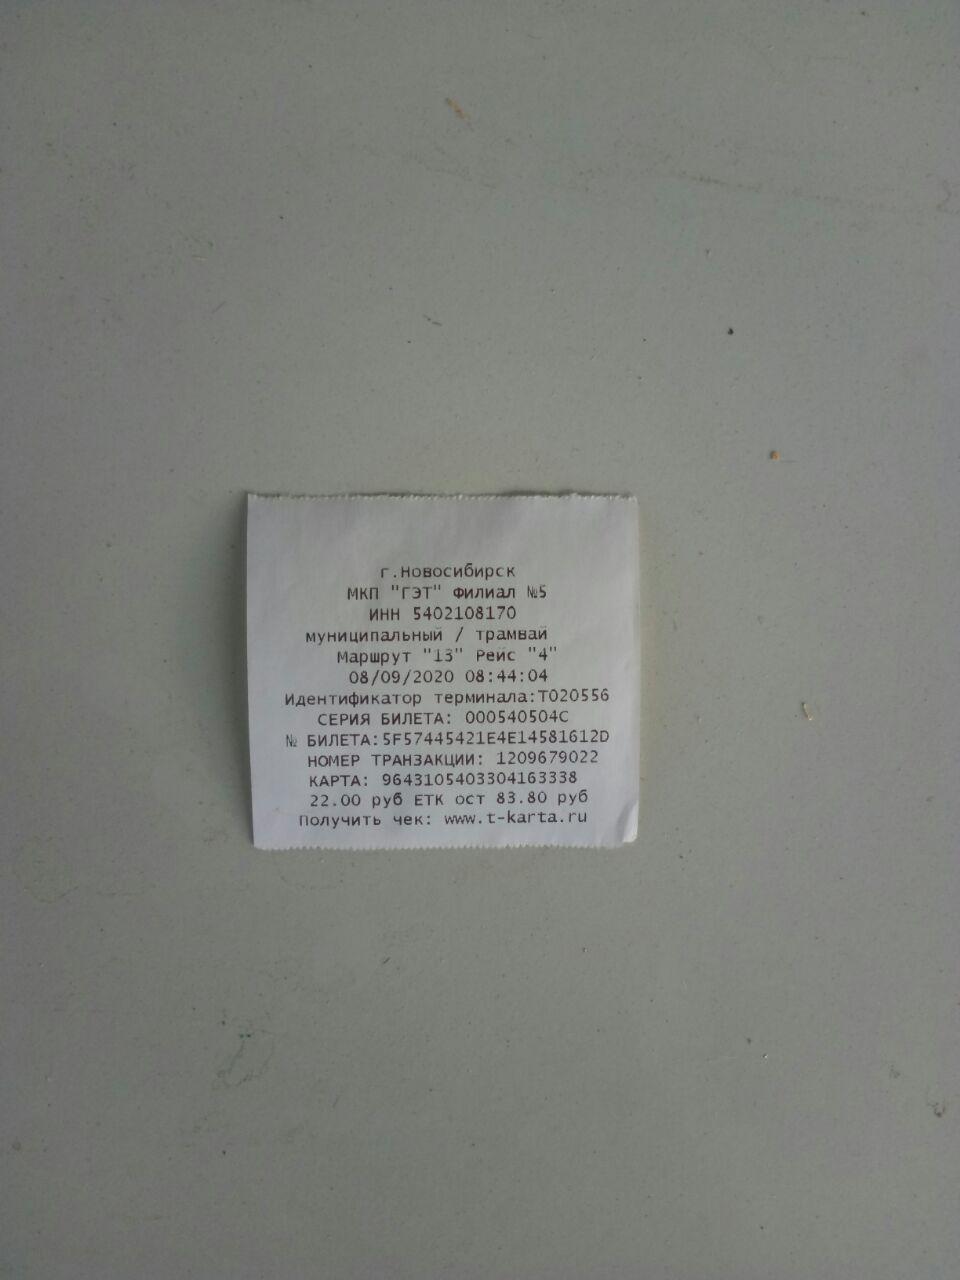 г.Новосибирск
МКП "ГЭТ" Филиал №5
ИНН 5402108170
муниципальный / трамвай
Маршрут "13" Рейс "4"
08/09/2020 08:44:04
Идентификатор терминала:T020556
СЕРИЯ БИЛЕТА: 000540504C
№ БИЛЕТА:5F57445421E4E14581612D
НОМЕР ТРАНЗАКЦИИ: 1209679022
КАРТА: 9643105403304163338
22.00 руб ЕТК ост 83.80 руб
Получить чек: www.t-karta.ru